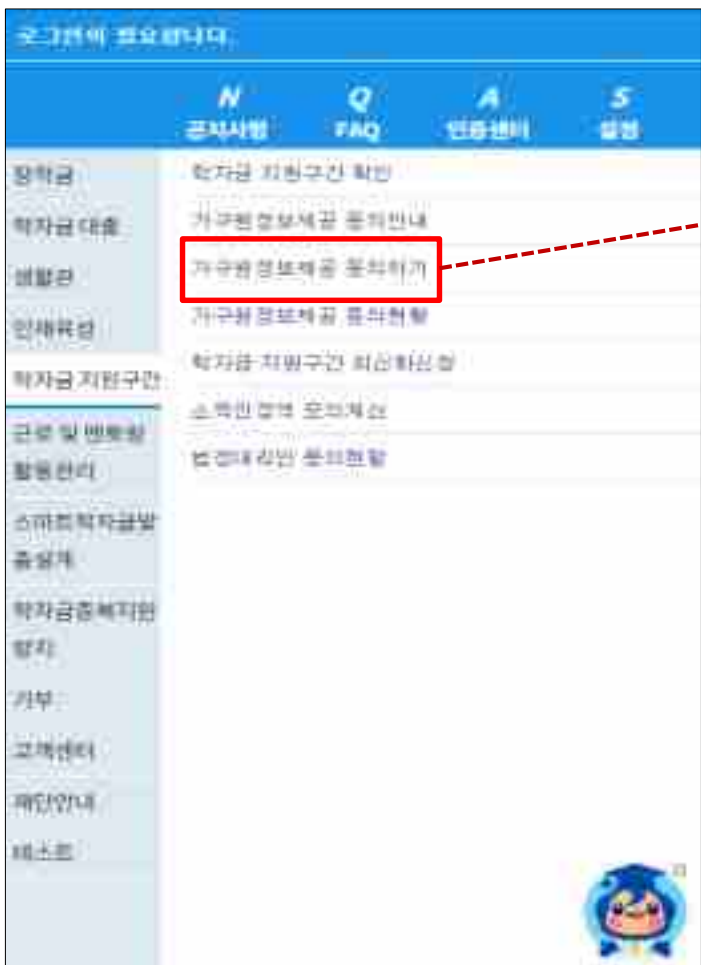 로그인이 필요합니다.
N Q A S
공지사항 FAQ 인증센터 설정
장학금
학자금 대출
생활관
인재육성
학자금 지원구간
근로 및 멘토링
활동관리
스마트학자금맞
춤설계
학자금중복지원
방지
기부
고객센터
재단안내
테스트
학자금 지원구간 확인
가구원정보제공 동의안내
가구원정보제공 동의하기
가구원정보제공 동의현황
학자금 지원구간 최신화신청
소득인정액 모의계산
법정대리인 동의현황